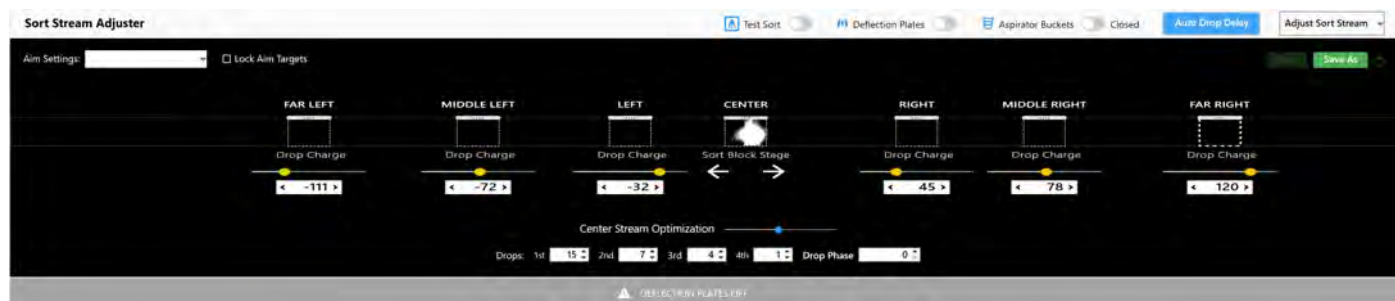 Sort Stream Adjuster Test Sort Deflection Plates Aspirator Buckets Closed Auto Drop Delay Adjust Sort Stream
Aim Settings: Lock Aim Targets Save As
FAR LEFT MIDDLE LEFT LEFT CENTER RIGHT MIDDLE RIGHT FAR RIGHT
Drop Charge Drop Charge Drop Charge Sort Block Stage Drop Charge Drop Charge Drop Charge
< -111 > < -72 > < -32 > < 45 > < 78 > < 120 >
Center Stream Optimization
Drops: 1st 15 2nd 7 3rd 4 4th 1 Drop Phase 0
DEFLECTION PLATES OFF